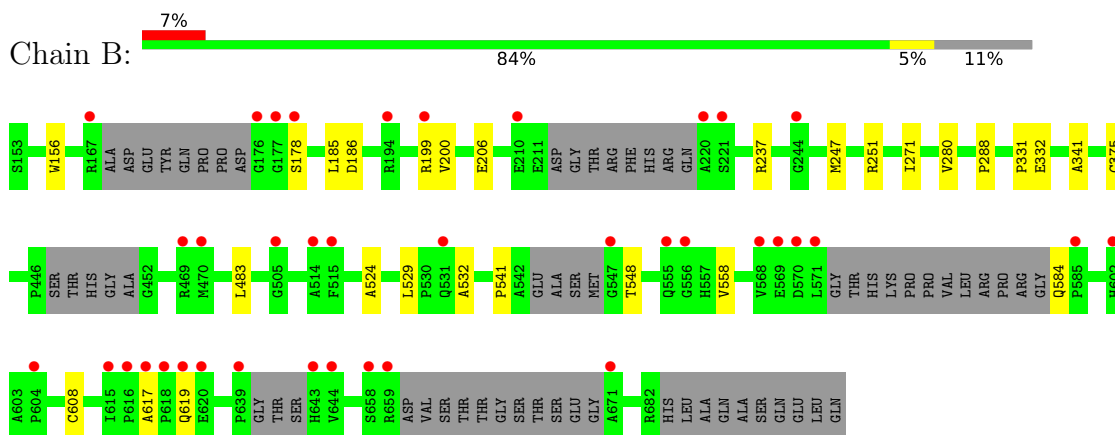 7%
Chain B:
84% 5% 11%
S153 W156 R167 ALA ASP GLU TYR GLN PRO PRO ASP G176 G177 S178 L185 D186 R194 R199 V200 E206 E210 E211 ASP GLY THR ARG PHE HIS ARG GLN A220 S221 R237 G244 M247 R251 I271 V280 P288 P331 E332 A341
P446 SER THR HIS GLY ALA G452 R469 M470 L483 G505 A514 F515 A524 L529 P530 Q531 A532 P541 A542 GLU ALA SER MET G547 T548 Q555 G556 H557 V558 V568 E569 D570 L571 GLY THR HIS LYS PRO PRO VAL LEU ARG PRO ARG GLY Q584 P585
A603 P604 C608 I615 P616 A617 P618 Q619 E620 P639 GLY THR SER H643 V644 S658 R659 ASP VAL SER THR THR GLY SER THR SER GLU GLY A671 R682 HIS LEU ALA GLN ALA SER GLN GLU LEU GLN